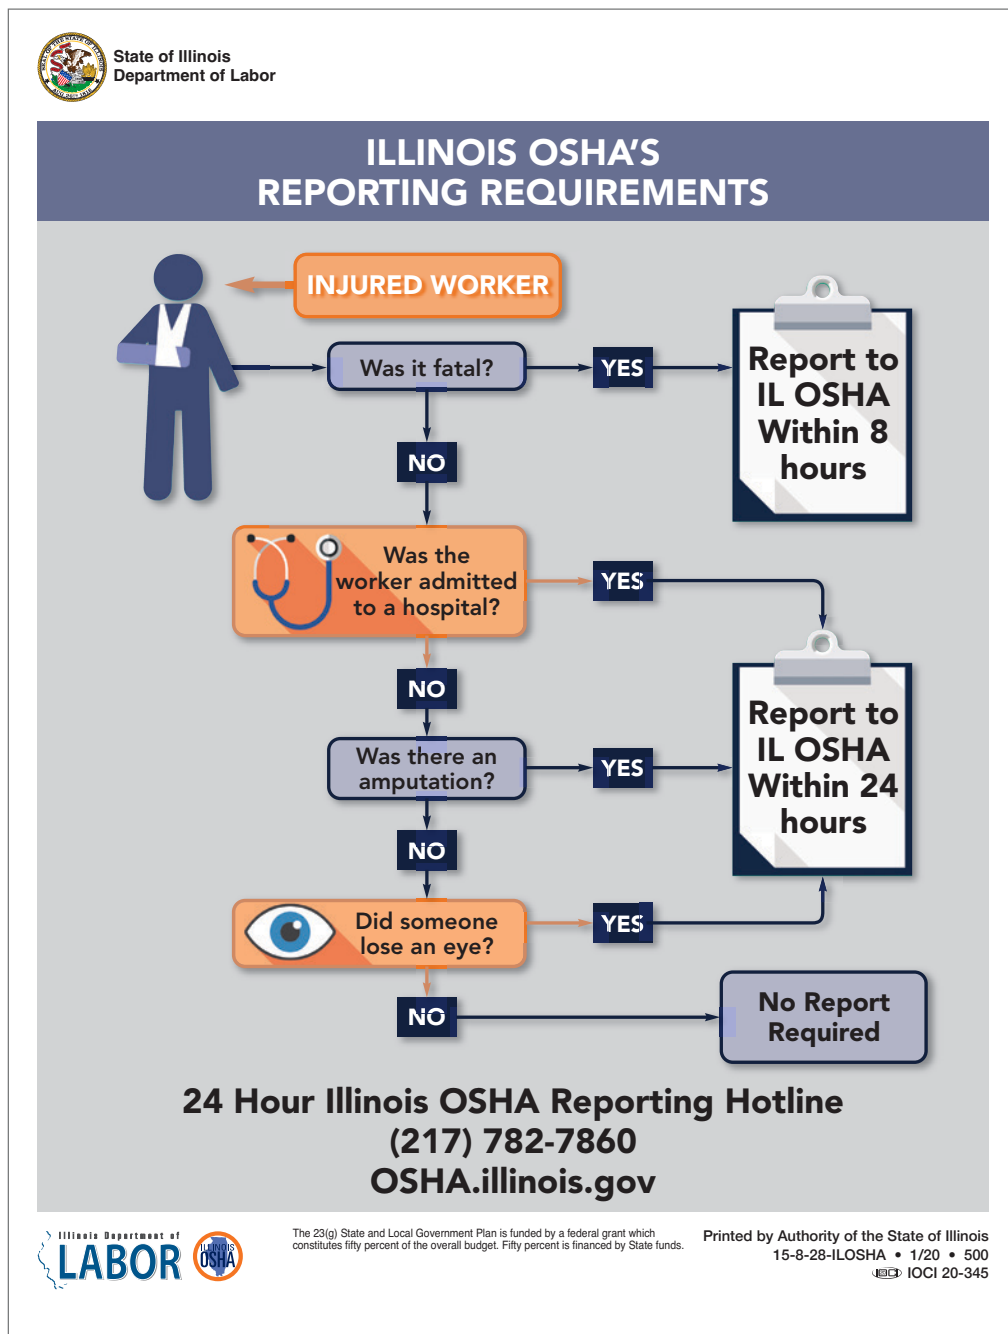 State of Illinois
Department of Labor
ILLINOIS OSHA'S
REPORTING REQUIREMENTS
INJURED WORKER
Was it fatal?
YES
Report to
IL OSHA
Within 8
hours
NO
Was the
worker admitted
to a hospital?
YES
NO
Was there an
amputation?
YES
Report to
IL OSHA
Within 24
hours
NO
Did someone
lose an eye?
YES
NO
No Report
Required
24 Hour Illinois OSHA Reporting Hotline
(217) 782-7860
OSHA.illinois.gov
Illinois Department of
LABOR
ILLINOIS
OSHA
The 23(g) State and Local Government Plan is funded by a federal grant which
constitutes fifty percent of the overall budget. Fifty percent is financed by State funds.
Printed by Authority of the State of Illinois
15-8-28-ILOSHA • 1/20 • 500
IOCI 20-345